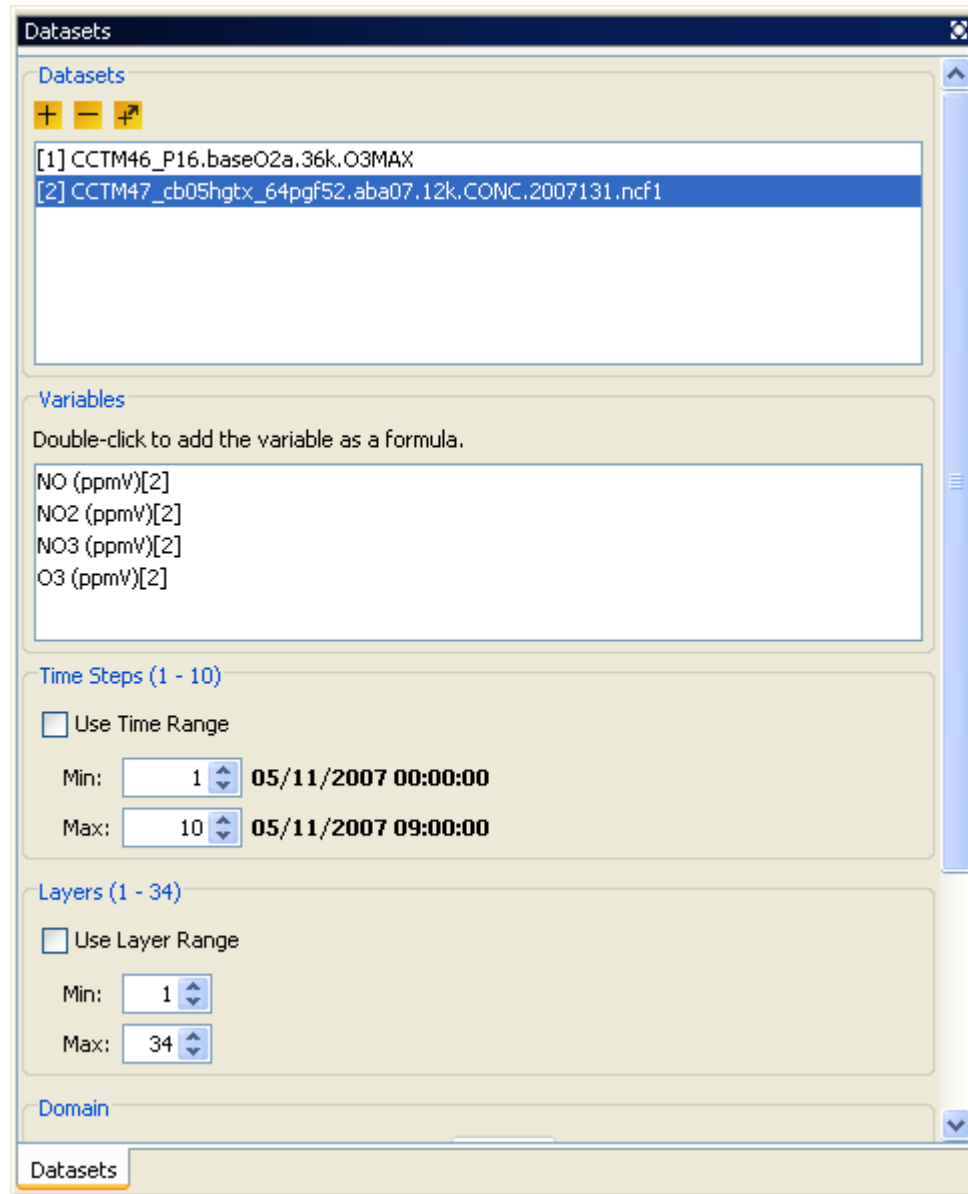 Datasets
Datasets
[1] CCTM46_P16.baseO2a.36k.O3MAX
[2] CCTM47_cb05hgtx_64pgf52.aba07.12k.CONC.2007131.ncf1
Variables
Double-click to add the variable as a formula.
NO (ppmV)[2]
NO2 (ppmV)[2]
NO3 (ppmV)[2]
O3 (ppmV)[2]
Time Steps (1 - 10)
Use Time Range
Min: 1 05/11/2007 00:00:00
Max: 10 05/11/2007 09:00:00
Layers (1 - 34)
Use Layer Range
Min: 1
Max: 34
Domain
Datasets